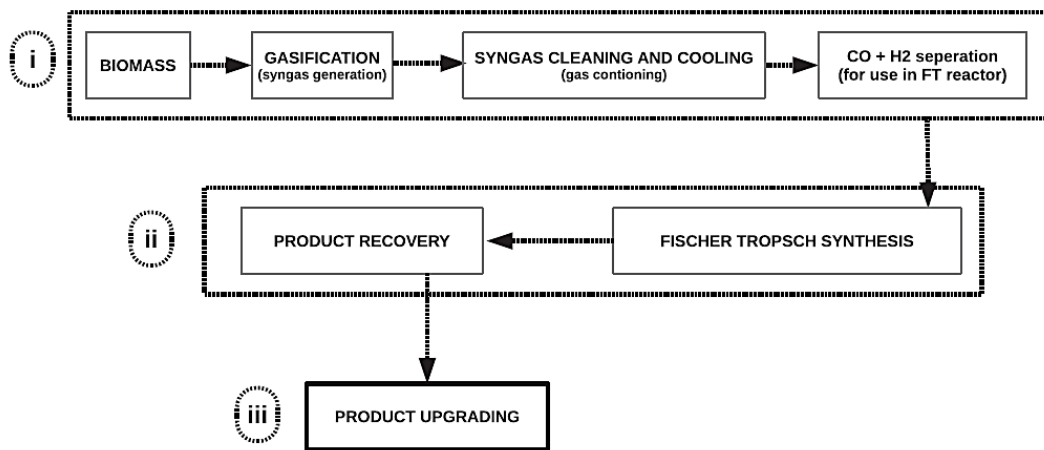 i
BIOMASS
GASIFICATION
(syngas generation)
SYNGAS CLEANING AND COOLING
(gas contioning)
CO + H2 seperation
(for use in FT reactor)
ii
PRODUCT RECOVERY
FISCHER TROPSCH SYNTHESIS
iii
PRODUCT UPGRADING